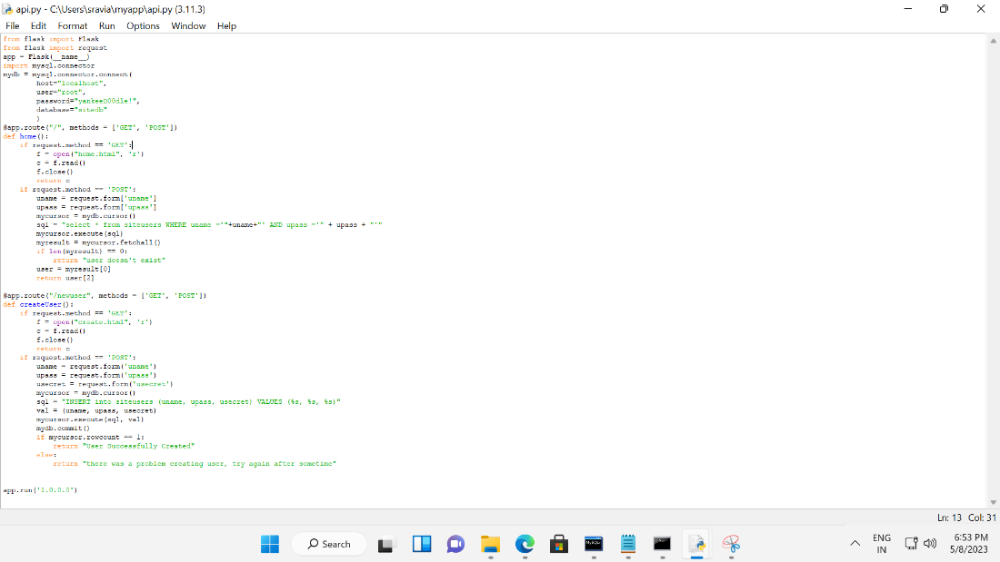 api.py - C:\Users\sravia\myapp\api.py (3.11.3)
File Edit Format Run Options Window Help
from flask import Flask
from flask import request
app = Flask(__name__)
import mysql.connector
mydb = mysql.connector.connect(
host="localhost",
user="root",
password="yankeeD00dle!",
database="sitedb"
)
@app.route("/", methods = ['GET', 'POST'])
def home():
if request.method == 'GET':
f = open("home.html", 'r')
c = f.read()
f.close()
return c
if request.method == 'POST':
uname = request.form['uname']
upass = request.form['upass']
mycursor = mydb.cursor()
sql = "select * from siteusers WHERE uname ='"+uname+"' AND upass ='" + upass + "'"
mycursor.execute(sql)
myresult = mycursor.fetchall()
if len(myresult) == 0:
return "user doesn't exist"
user = myresult[0]
return user[2]
@app.route("/newuser", methods = ['GET', 'POST'])
def createUser():
if request.method == 'GET':
f = open("create.html", 'r')
c = f.read()
f.close()
return c
if request.method == 'POST':
uname = request.form('uname')
upass = request.form('upass')
usecret = request.form('usecret')
mycursor = mydb.cursor()
sql = "INSERT into siteusers (uname, upass, usecret) VALUES (%s, %s, %s)"
val = (uname, upass, usecret)
mycursor.execute(sql, val)
mydb.commit()
if mycursor.rowcount == 1:
return "User Successfully Created"
else:
return "there was a problem creating user, try again after sometime"
app.run('1.0.0.0')
Ln: 13 Col: 31
Search
ENG
IN
6:53 PM
5/8/2023